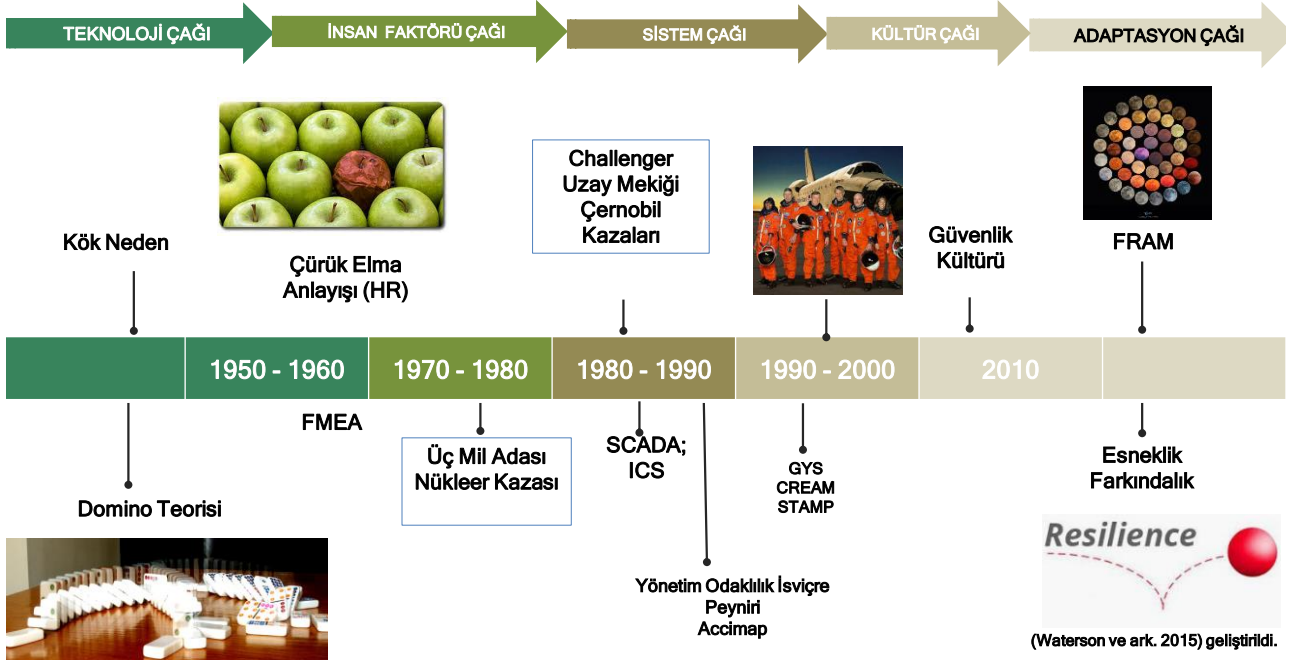 TEKNOLOJİ ÇAĞI
İNSAN FAKTÖRÜ ÇAĞI
SİSTEM ÇAĞI
KÜLTÜR ÇAĞI
ADAPTASYON ÇAĞI
Kök Neden
Çürük Elma
Anlayışı (HR)
Challenger
Uzay Mekiği
Çernobil
Kazaları
Güvenlik
Kültürü
FRAM
1950 - 1960
1970 - 1980
1980 - 1990
1990 - 2000
2010
Domino Teorisi
FMEA
Üç Mil Adası
Nükleer Kazası
SCADA;
ICS
Yönetim Odaklılık İsviçre
Peyniri
Accimap
GYS
CREAM
STAMP
Esneklik
Farkındalık
Resilience
(Waterson ve ark. 2015) geliştirildi.